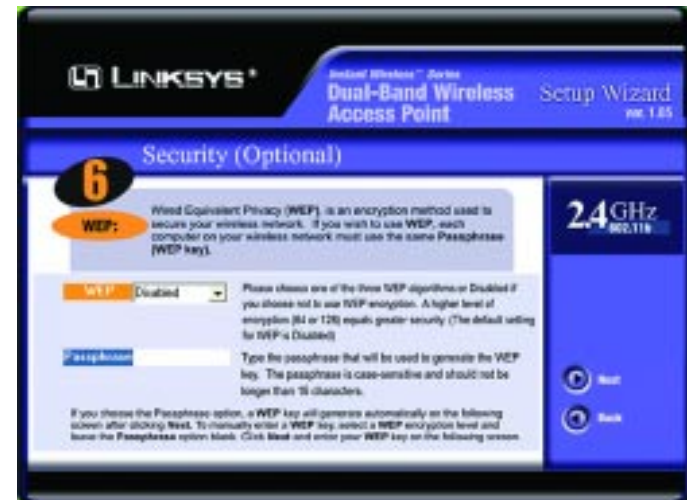 LINKSYS®
Instant Wireless™ Series
Dual-Band Wireless
Access Point
Setup Wizard
ver. 1.05
Security (Optional)
6
WEP:
Wired Equivalent Privacy (WEP), is an encryption method used to
secure your wireless network. If you wish to use WEP, each
computer on your wireless network must use the same Passphrase
(WEP key).
2.4 GHz
802.11b
WEP
Disabled
Please choose one of the three WEP algorithms or Disabled if
you choose not to use WEP encryption. A higher level of
encryption (64 or 128) equals greater security. (The default setting
for WEP is Disabled)
Passphrase
Type the passphrase that will be used to generate the WEP
key. The passphrase is case-sensitive and should not be
longer than 16 characters.
If you choose the Passphrase option, a WEP key will generate automatically on the following
screen after clicking Next. To manually enter a WEP key, select a WEP encryption level and
leave the Passphrase option blank. Click Next and enter your WEP key on the following screen.
Next
Back